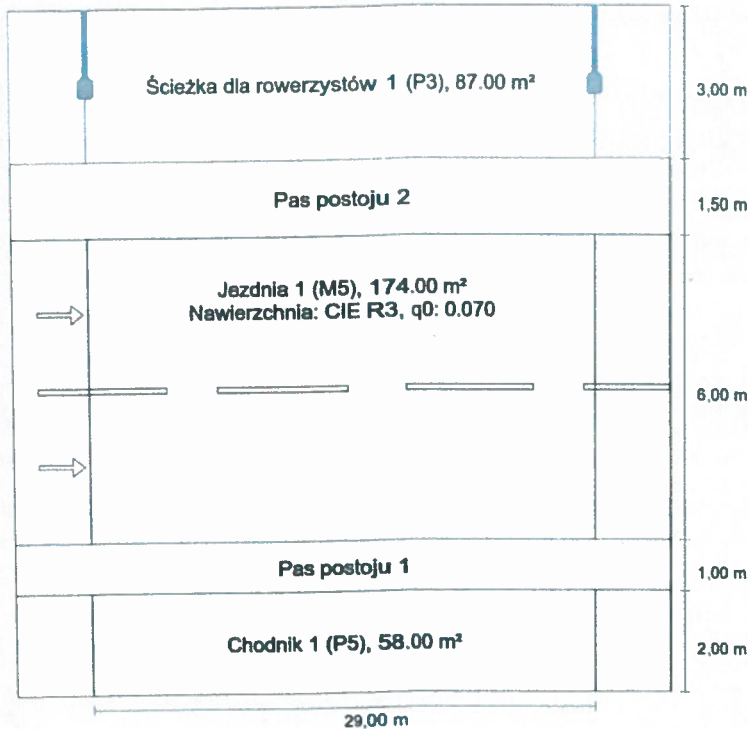 Ścieżka dla rowerzystów 1 (P3), 87.00 m²
3,00 m
Pas postoju 2
1,50 m
Jezdnia 1 (M5), 174.00 m²
Nawierzchnia: CIE R3, q0: 0.070
6,00 m
Pas postoju 1
1,00 m
Chodnik 1 (P5), 58.00 m²
2,00 m
29,00 m